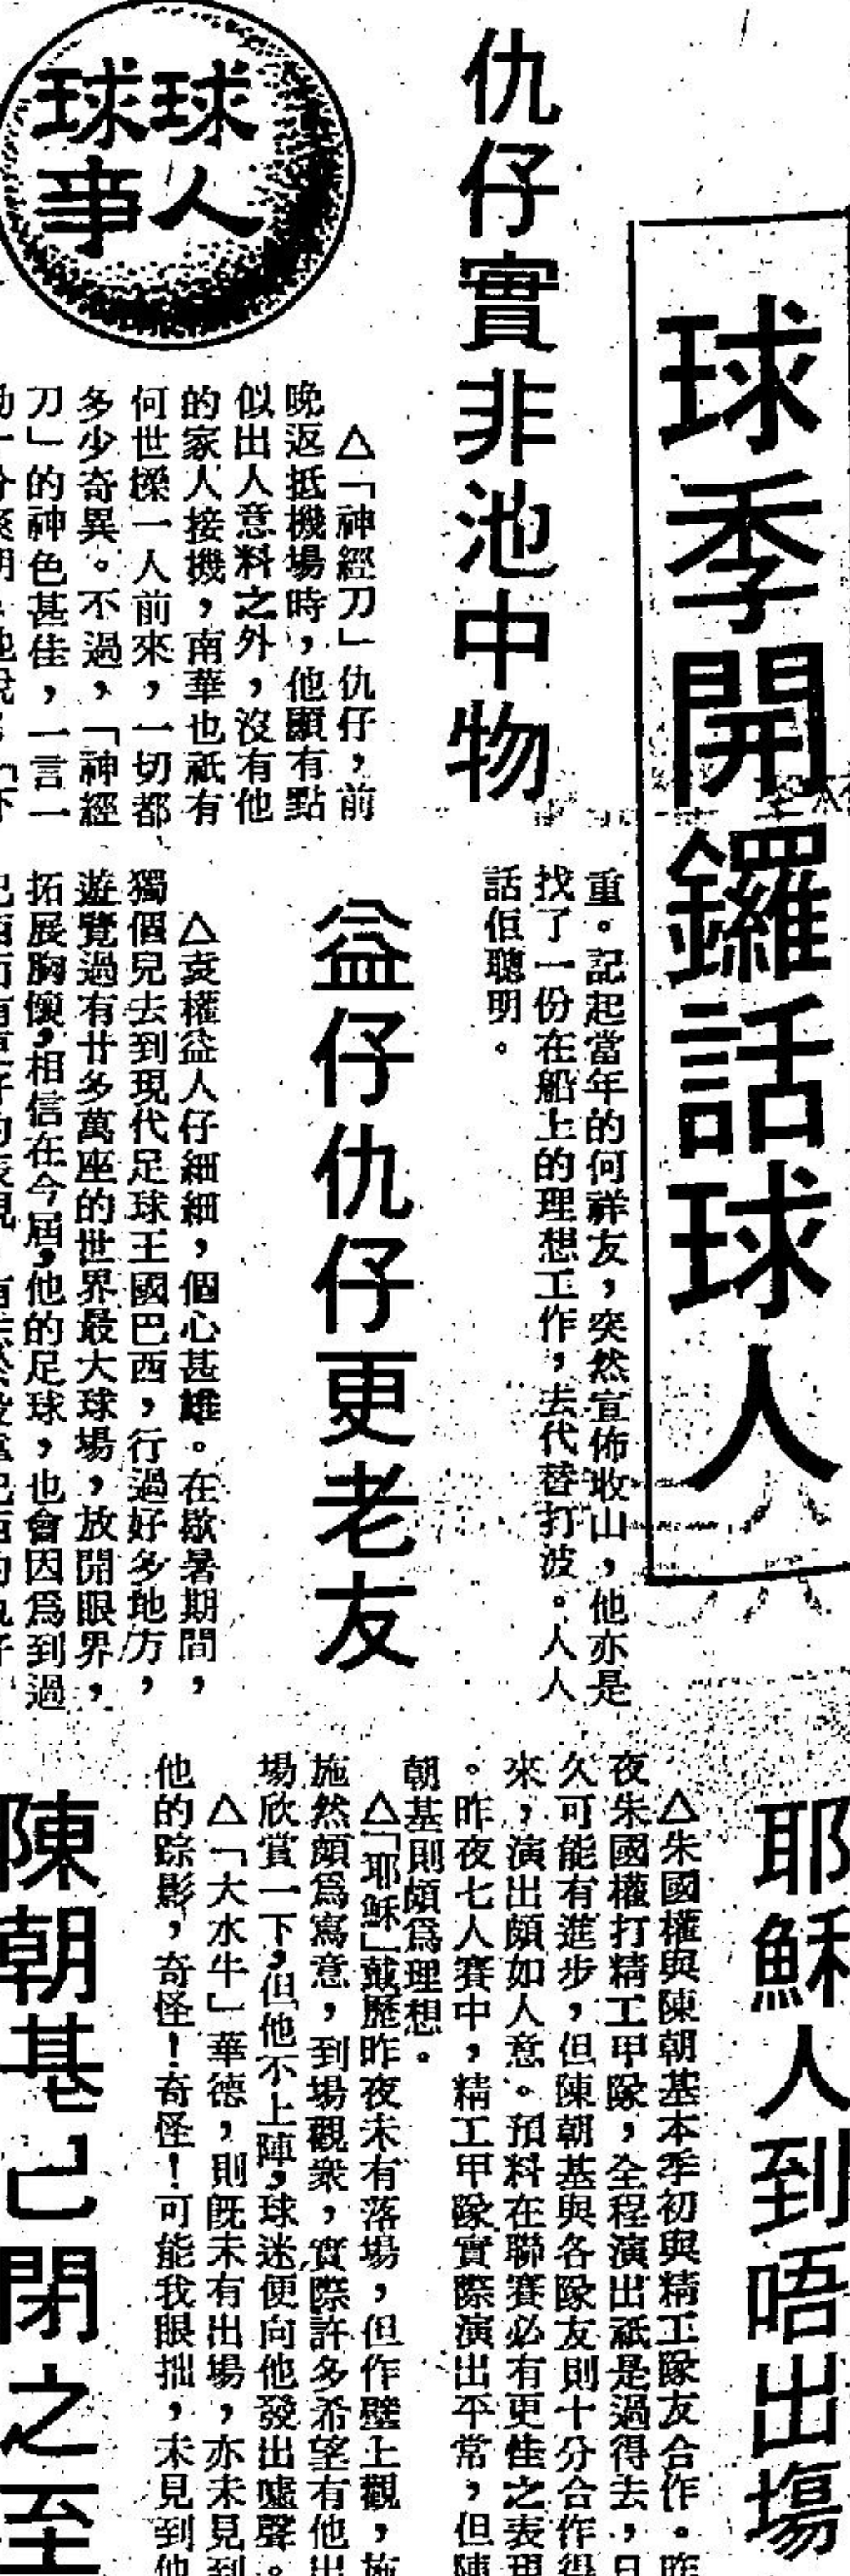 球季開鑼話球人
仇仔實非池中物
球人
球事
△「神經刀」仇仔，前
晚返抵機場時，他顯有點
似出人意料之外，沒有他
的家人接機，南華也祇有
何世櫟一人前來，一切都
多少奇異。不過，「神經
刀」的神色甚佳，一言一
重。記起當年的何祥友，突然宣佈收山，他亦是
找了一份在船上的理想工作，去代替打波。人人
話佢聰明。
益仔仇仔更老友
△袁權益人仔細細，個心甚雄。在歇暑期間，
獨個兒去到現代足球王國巴西，行過好多地方，
遊覽過有廿多萬座的世界最大球場，放開眼界，
拓展胸懷，相信在今屆，他的足球，也會因爲到過
耶穌人到唔出塲
△朱國權與陳朝基本季初與精工隊友合作。昨
夜朱國權打精工甲隊，全程演出祇是過得去，日
久可能有進步，但陳朝基與各隊友則十分合作得
來，演出頗如人意。預料在聯賽必有更佳之表現
。昨夜七人賽中，精工甲隊實際演出平常，但陳
朝基則頗爲理想。
△「耶穌」戴歷昨夜未有落場，但作壁上觀，施
施然頗爲寫意，到場觀衆，實際許多希望有他出
場欣賞一下，但他不上陣，球迷便向他發出噓聲。
△「大水牛」華德，則既未有出場，亦未見到
他的踪影，奇怪！奇怪！可能我眼拙，未見到他
陳朝基己閉之至